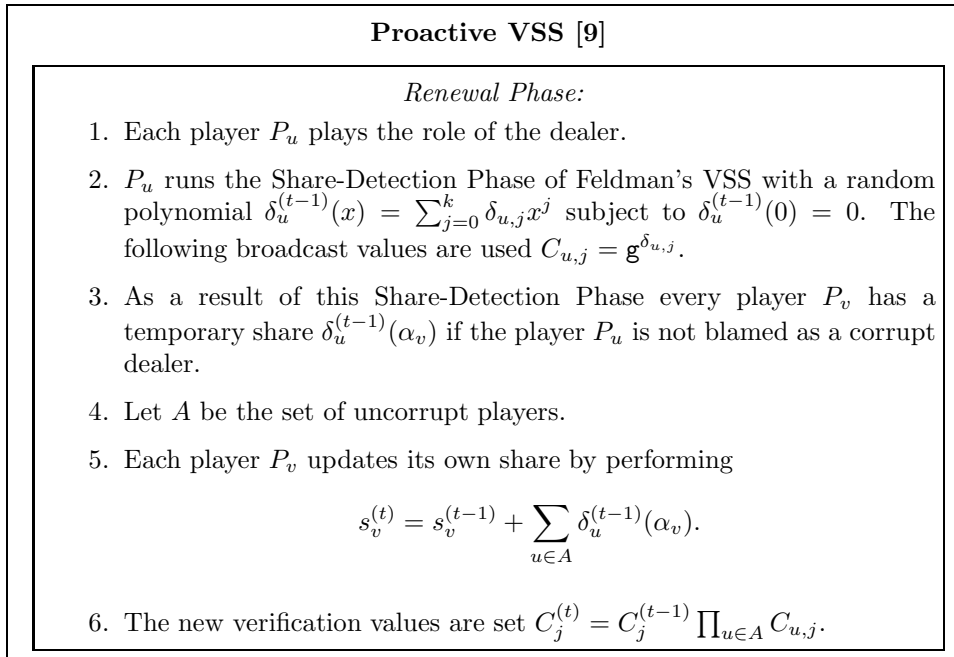 Proactive VSS [9]
Renewal Phase:
1. Each player P_u plays the role of the dealer.
2. P_u runs the Share-Detection Phase of Feldman's VSS with a random
polynomial δ_u^{(t−1)}(x) = ∑_{j=0}^{k} δ_{u,j}x^j subject to δ_u^{(t−1)}(0) = 0. The
following broadcast values are used C_{u,j} = g^{δ_{u,j}}.
3. As a result of this Share-Detection Phase every player P_v has a
temporary share δ_u^{(t−1)}(α_v) if the player P_u is not blamed as a corrupt
dealer.
4. Let A be the set of uncorrupt players.
5. Each player P_v updates its own share by performing
s_v^{(t)} = s_v^{(t−1)} + ∑_{u∈A} δ_u^{(t−1)}(α_v).
6. The new verification values are set C_j^{(t)} = C_j^{(t−1)} ∏_{u∈A} C_{u,j}.